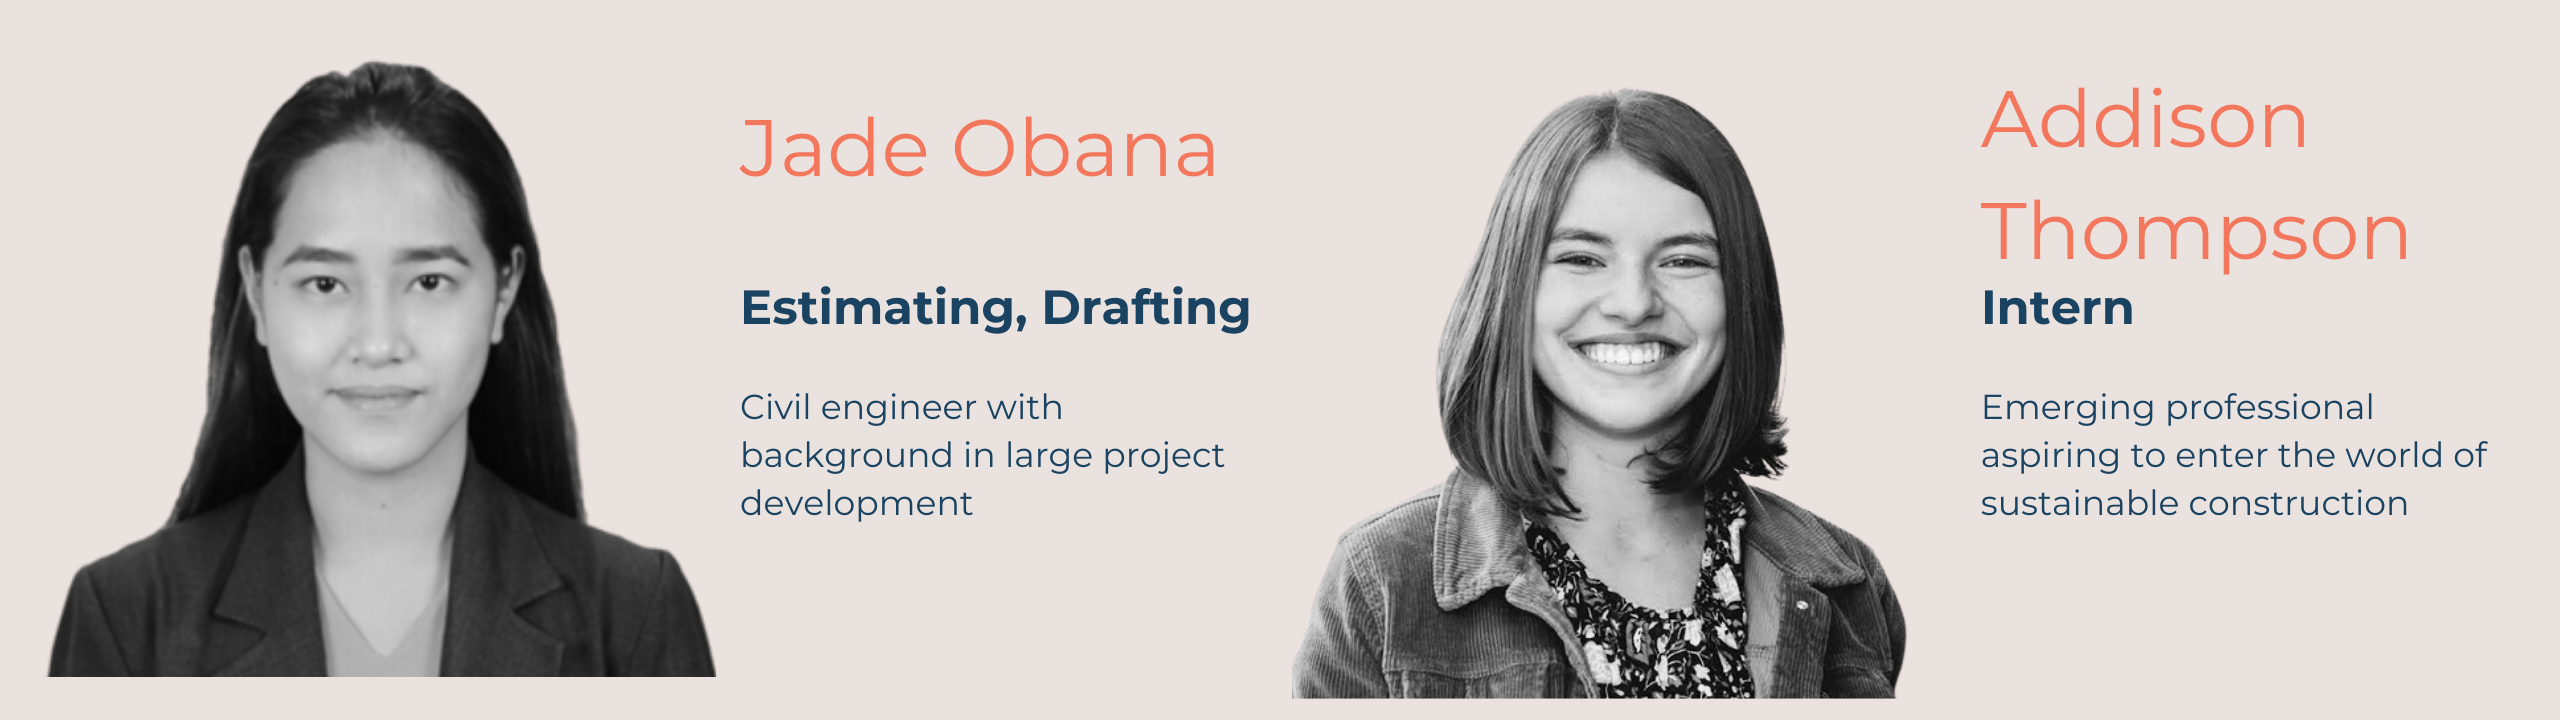 Jade Obana
Estimating, Drafting
Civil engineer with
background in large project
development
Addison
Thompson
Intern
Emerging professional
aspiring to enter the world of
sustainable construction